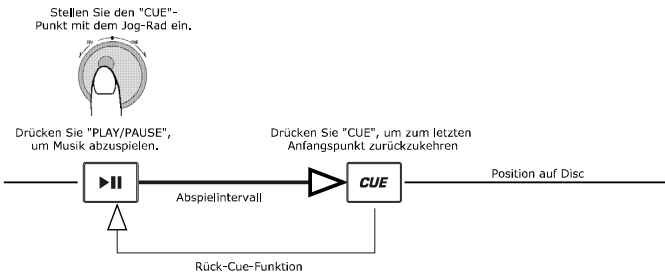 Stellen Sie den "CUE"-
Punkt mit dem Jog-Rad ein.
Drücken Sie "PLAY/PAUSE",
um Musik abzuspielen.
Drücken Sie "CUE", um zum letzten
Anfangspunkt zurückzukehren
CUE
Position auf Disc
Abspielintervall
Rück-Cue-Funktion